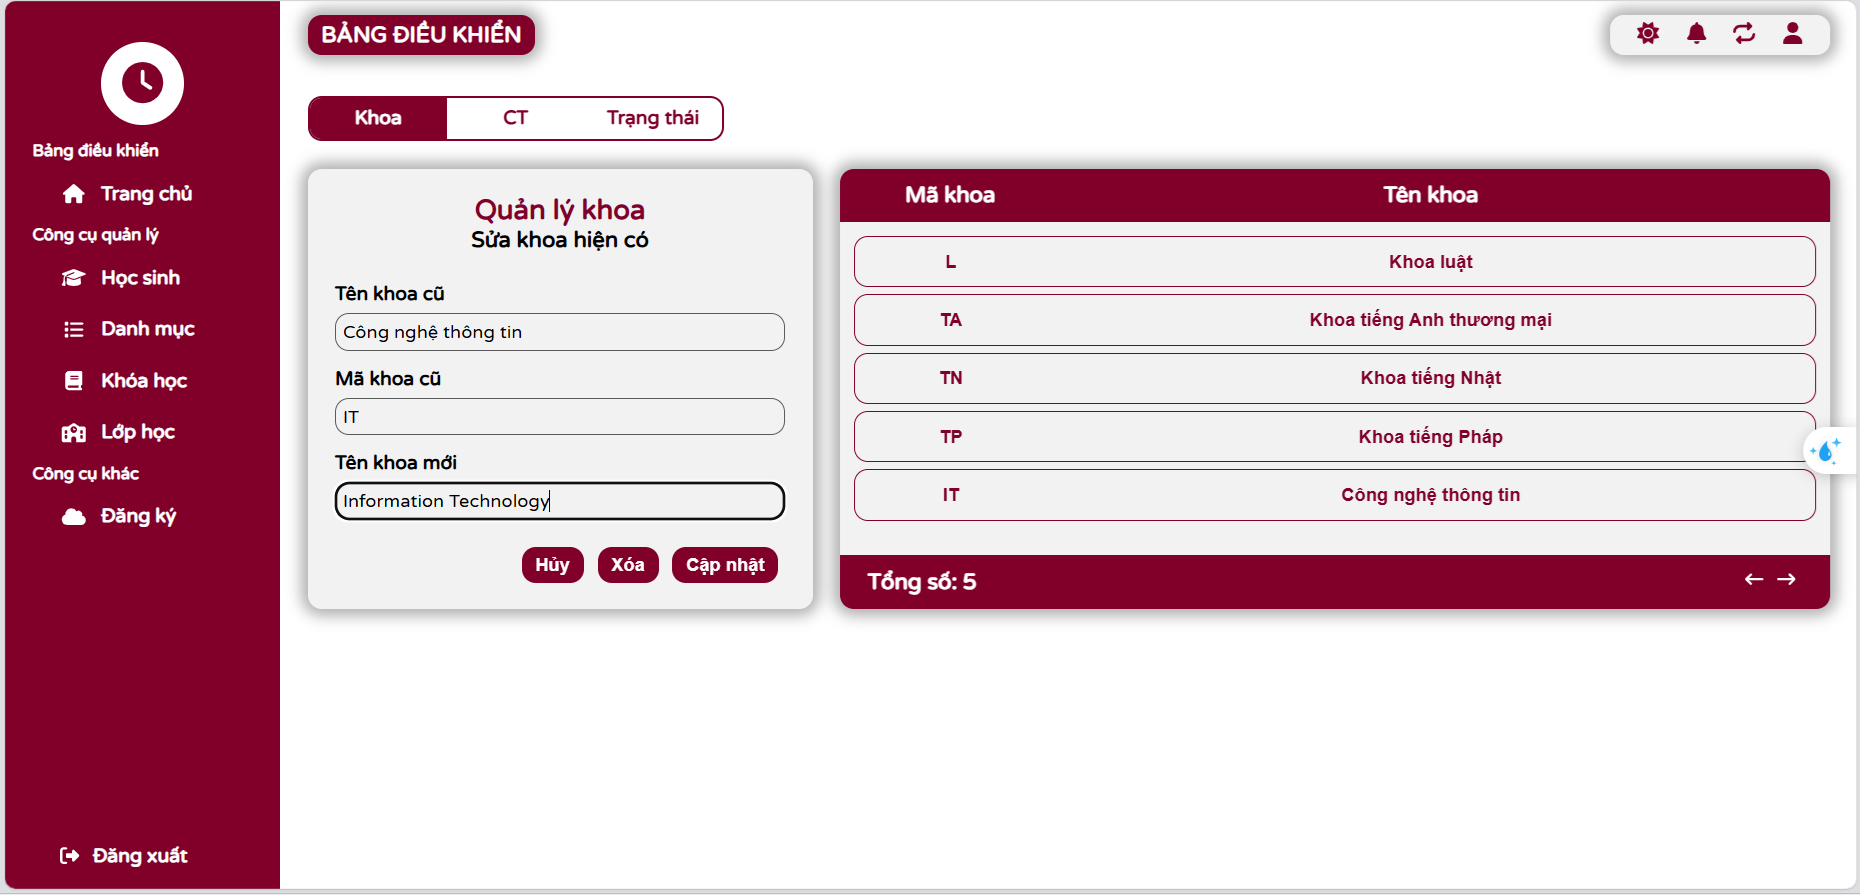 Bảng điều khiển
Trang chủ
Công cụ quản lý
Học sinh
Danh mục
Khóa học
Lớp học
Công cụ khác
Đăng ký
Đăng xuất
BẢNG ĐIỀU KHIỂN
Khoa CT Trạng thái
Quản lý khoa
Sửa khoa hiện có
Tên khoa cũ
Công nghệ thông tin
Mã khoa cũ
IT
Tên khoa mới
Information Technology
Hủy Xóa Cập nhật
Mã khoa Tên khoa
L Khoa luật
TA Khoa tiếng Anh thương mại
TN Khoa tiếng Nhật
TP Khoa tiếng Pháp
IT Công nghệ thông tin
Tổng số: 5